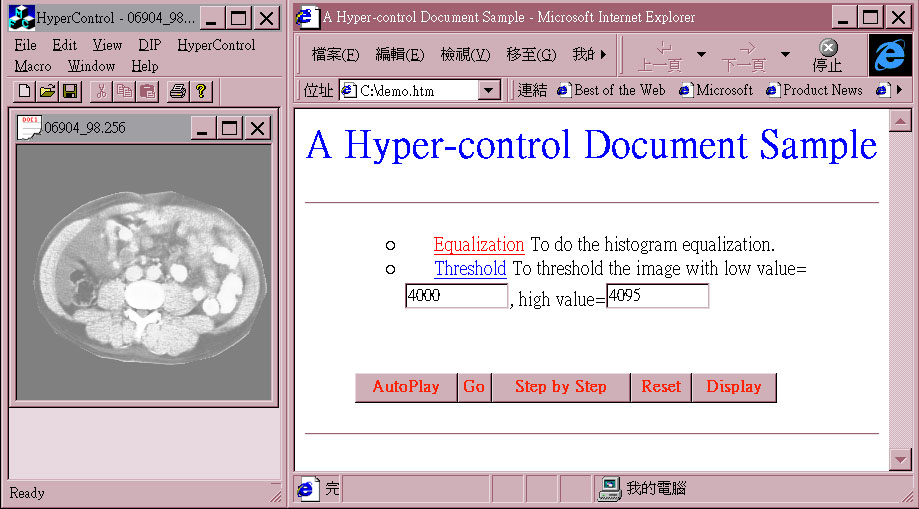 HyperControl - 06904_98...
File Edit View DIP HyperControl
Macro Window Help
06904_98.256
Ready
A Hyper-control Document Sample - Microsoft Internet Explorer
檔案(F) 編輯(E) 檢視(V) 移至(G) 我的
上一頁 下一頁 停止
位址 C:\demo.htm 連結 Best of the Web Microsoft Product News
A Hyper-control Document Sample
Equalization To do the histogram equalization.
Threshold To threshold the image with low value=
4000 , high value= 4095
AutoPlay Go Step by Step Reset Display
完 我的電腦